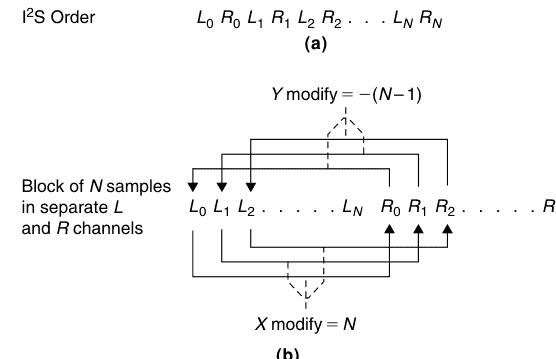 I²S Order L₀ R₀ L₁ R₁ L₂ R₂ . . . L_N R_N
(a)
Y modify = −(N−1)
Block of N samples
in separate L
and R channels
L₀ L₁ L₂ . . . . . . L_N R₀ R₁ R₂ . . . . . R
X modify = N
(b)